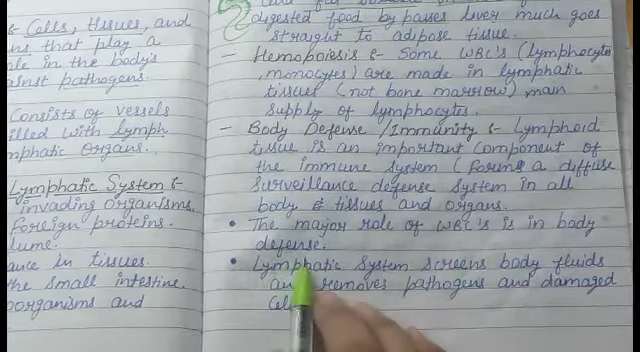 s- Cells, tissues, and
ns that play a
ole in the body's
ainst pathogens.
Consists of vessels
illed with lymph
mphatic organs.
Lymphatic System :-
invading organisms.
foreign proteins.
lume.
ance in tissues.
the small intestine.
oorganisms and
digested food by passes liver much goes
straight to adipose tissue.
- Hemopoiesis :- Some WBC's (lymphocytes
, monocytes) are made in lymphatic
tissue (not bone marrow) main
supply of lymphocytes.
- Body Defense / Immunity :- Lymphoid
tissue is an important component of
the immune system (forms a diffuse
surveillance defense system in all
body tissues and organs.
• The major role of WBC's is in body
defense.
• Lymphatic System screens body fluids
and removes pathogens and damaged